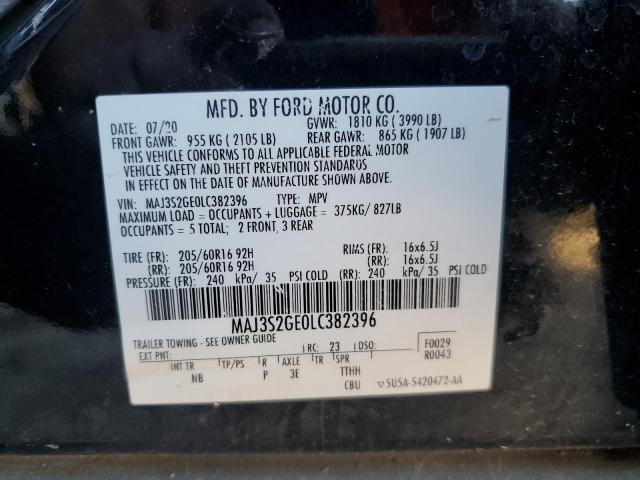 MFD. BY FORD MOTOR CO.
DATE: 07/20 GVWR: 1810 KG ( 3990 LB)
FRONT GAWR: 955 KG ( 2105 LB) REAR GAWR: 865 KG ( 1907 LB)
THIS VEHICLE CONFORMS TO ALL APPLICABLE FEDERAL MOTOR
VEHICLE SAFETY AND THEFT PREVENTION STANDARDS
IN EFFECT ON THE DATE OF MANUFACTURE SHOWN ABOVE.
VIN: MAJ3S2GE0LC382396 TYPE: MPV
MAXIMUM LOAD = OCCUPANTS + LUGGAGE = 375KG/ 827LB
OCCUPANTS = 5 TOTAL; 2 FRONT, 3 REAR
TIRE (FR): 205/60R16 92H RIMS (FR): 16x6.5J
(RR): 205/60R16 92H (RR): 16x6.5J
PRESSURE (FR): 240 kPa/ 35 PSI COLD (RR): 240 kPa/ 35 PSI COLD
MAJ3S2GE0LC382396
TRAILER TOWING - SEE OWNER GUIDE
EXT PNT: RC: 23 DSO: F0029
R0043
INT TR TP/PS R AXLE TR SPR
NB P 3E TTHH
CBU SU5A-5420472-AA